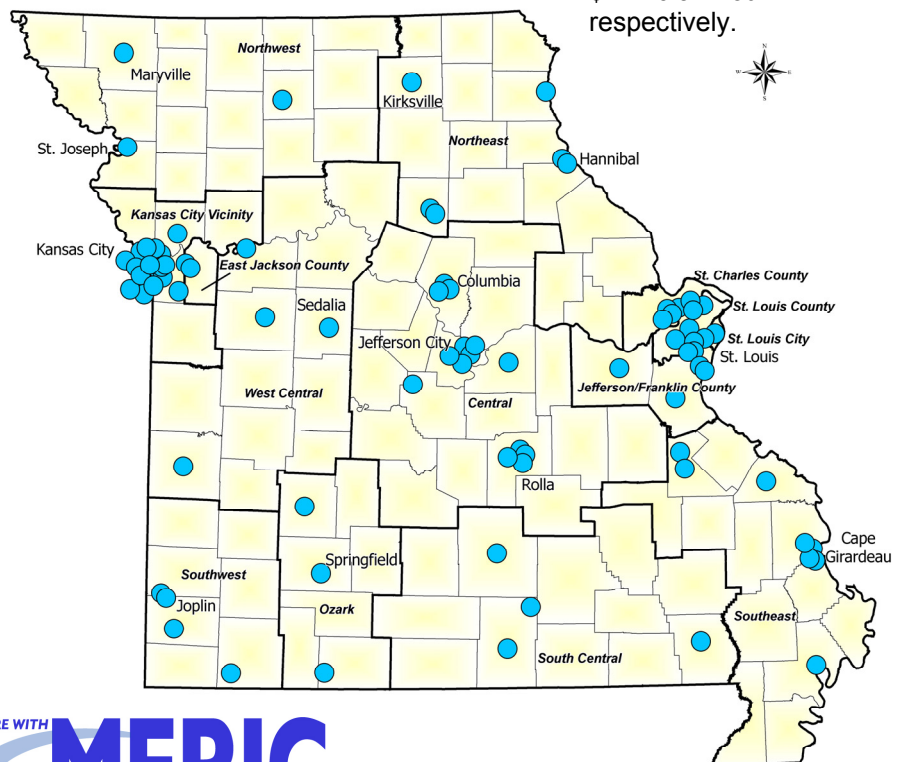 respectively.
N
W
E
S
Northwest
Maryville
Kirksville
Northeast
St. Joseph
Hannibal
Kansas City Vicinity
Kansas City
East Jackson County
Columbia
St. Charles County
St. Louis County
Sedalia
Jefferson City
St. Louis City
St. Louis
Jefferson/Franklin County
West Central
Central
Rolla
Cape
Girardeau
Springfield
Southwest
Joplin
Ozark
Southeast
South Central
RE WITH
MERIC